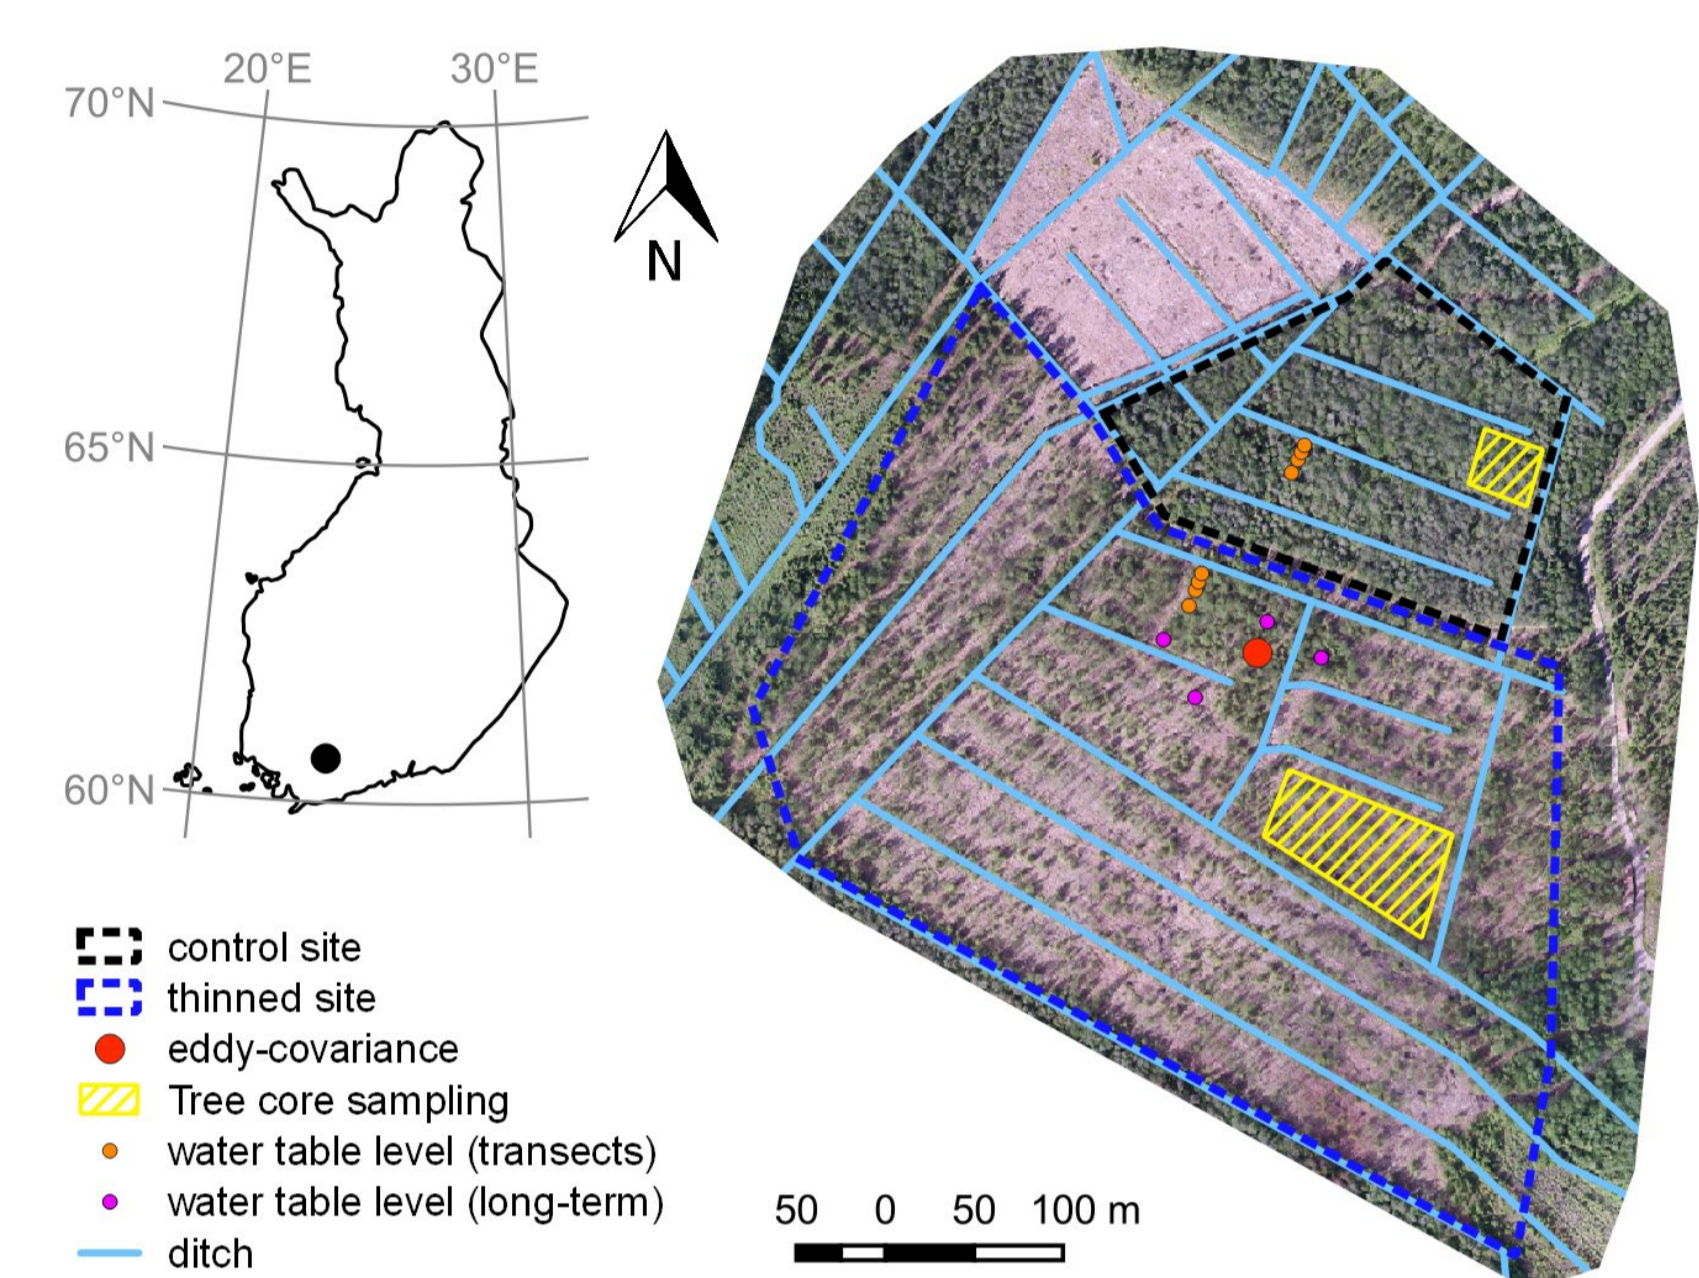 20°E 30°E
70°N
N
65°N
60°N
control site
thinned site
eddy-covariance
Tree core sampling
water table level (transects)
water table level (long-term)
ditch
50 0 50 100 m